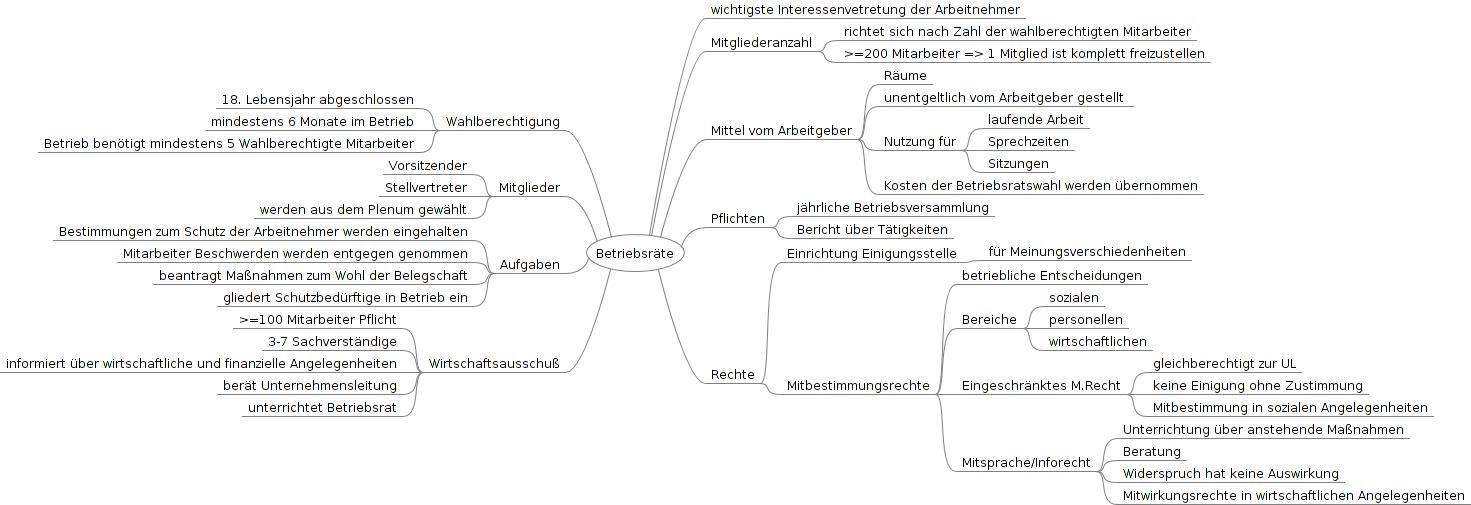 Betriebsräte
wichtigste Interessenvetretung der Arbeitnehmer
Mitgliederanzahl
richtet sich nach Zahl der wahlberechtigten Mitarbeiter
>=200 Mitarbeiter => 1 Mitglied ist komplett freizustellen
Mittel vom Arbeitgeber
Räume
unentgeltlich vom Arbeitgeber gestellt
Nutzung für
laufende Arbeit
Sprechzeiten
Sitzungen
Kosten der Betriebsratswahl werden übernommen
Pflichten
jährliche Betriebsversammlung
Bericht über Tätigkeiten
Rechte
Einrichtung Einigungsstelle
für Meinungsverschiedenheiten
Mitbestimmungsrechte
betriebliche Entscheidungen
Bereiche
sozialen
personellen
wirtschaftlichen
Eingeschränktes M.Recht
gleichberechtigt zur UL
keine Einigung ohne Zustimmung
Mitbestimmung in sozialen Angelegenheiten
Mitsprache/Inforecht
Unterrichtung über anstehende Maßnahmen
Beratung
Widerspruch hat keine Auswirkung
Mitwirkungsrechte in wirtschaftlichen Angelegenheiten
Wahlberechtigung
18. Lebensjahr abgeschlossen
mindestens 6 Monate im Betrieb
Betrieb benötigt mindestens 5 Wahlberechtigte Mitarbeiter
Mitglieder
Vorsitzender
Stellvertreter
werden aus dem Plenum gewählt
Aufgaben
Bestimmungen zum Schutz der Arbeitnehmer werden eingehalten
Mitarbeiter Beschwerden werden entgegen genommen
beantragt Maßnahmen zum Wohl der Belegschaft
gliedert Schutzbedürftige in Betrieb ein
Wirtschaftsausschuß
>=100 Mitarbeiter Pflicht
3-7 Sachverständige
informiert über wirtschaftliche und finanzielle Angelegenheiten
berät Unternehmensleitung
unterrichtet Betriebsrat